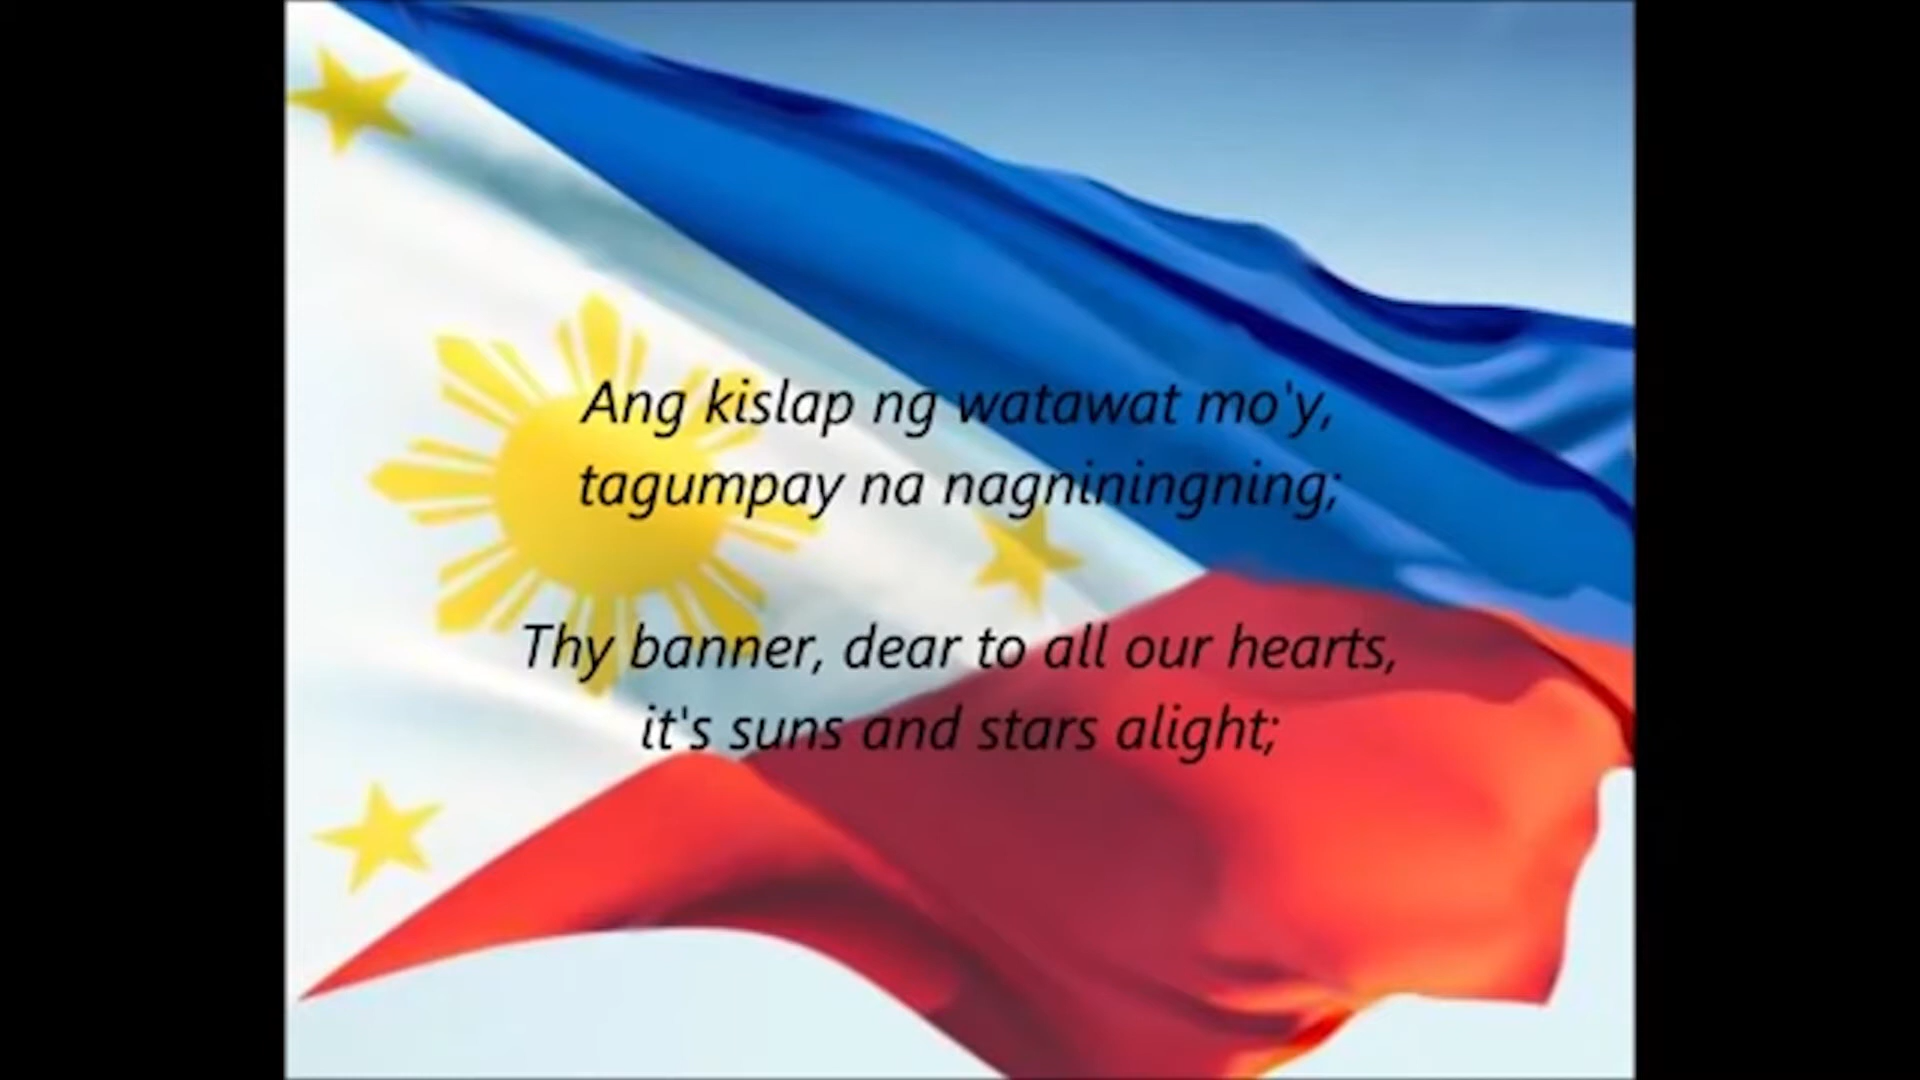 Ang kislap ng watawat mo'y,
tagumpay na nagniningning;
Thy banner, dear to all our hearts,
it's suns and stars alight;